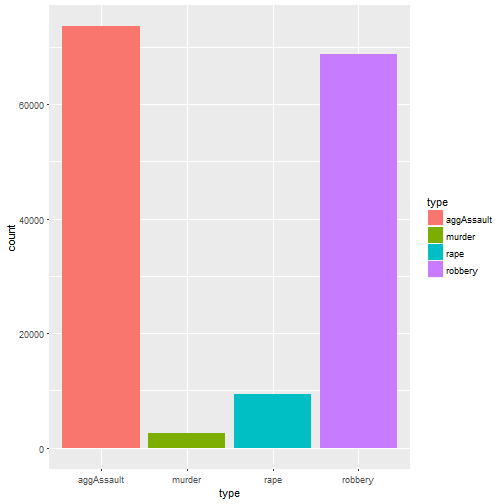 60000
40000
20000
0
count
aggAssault murder rape robbery
type
type
aggAssault
murder
rape
robbery